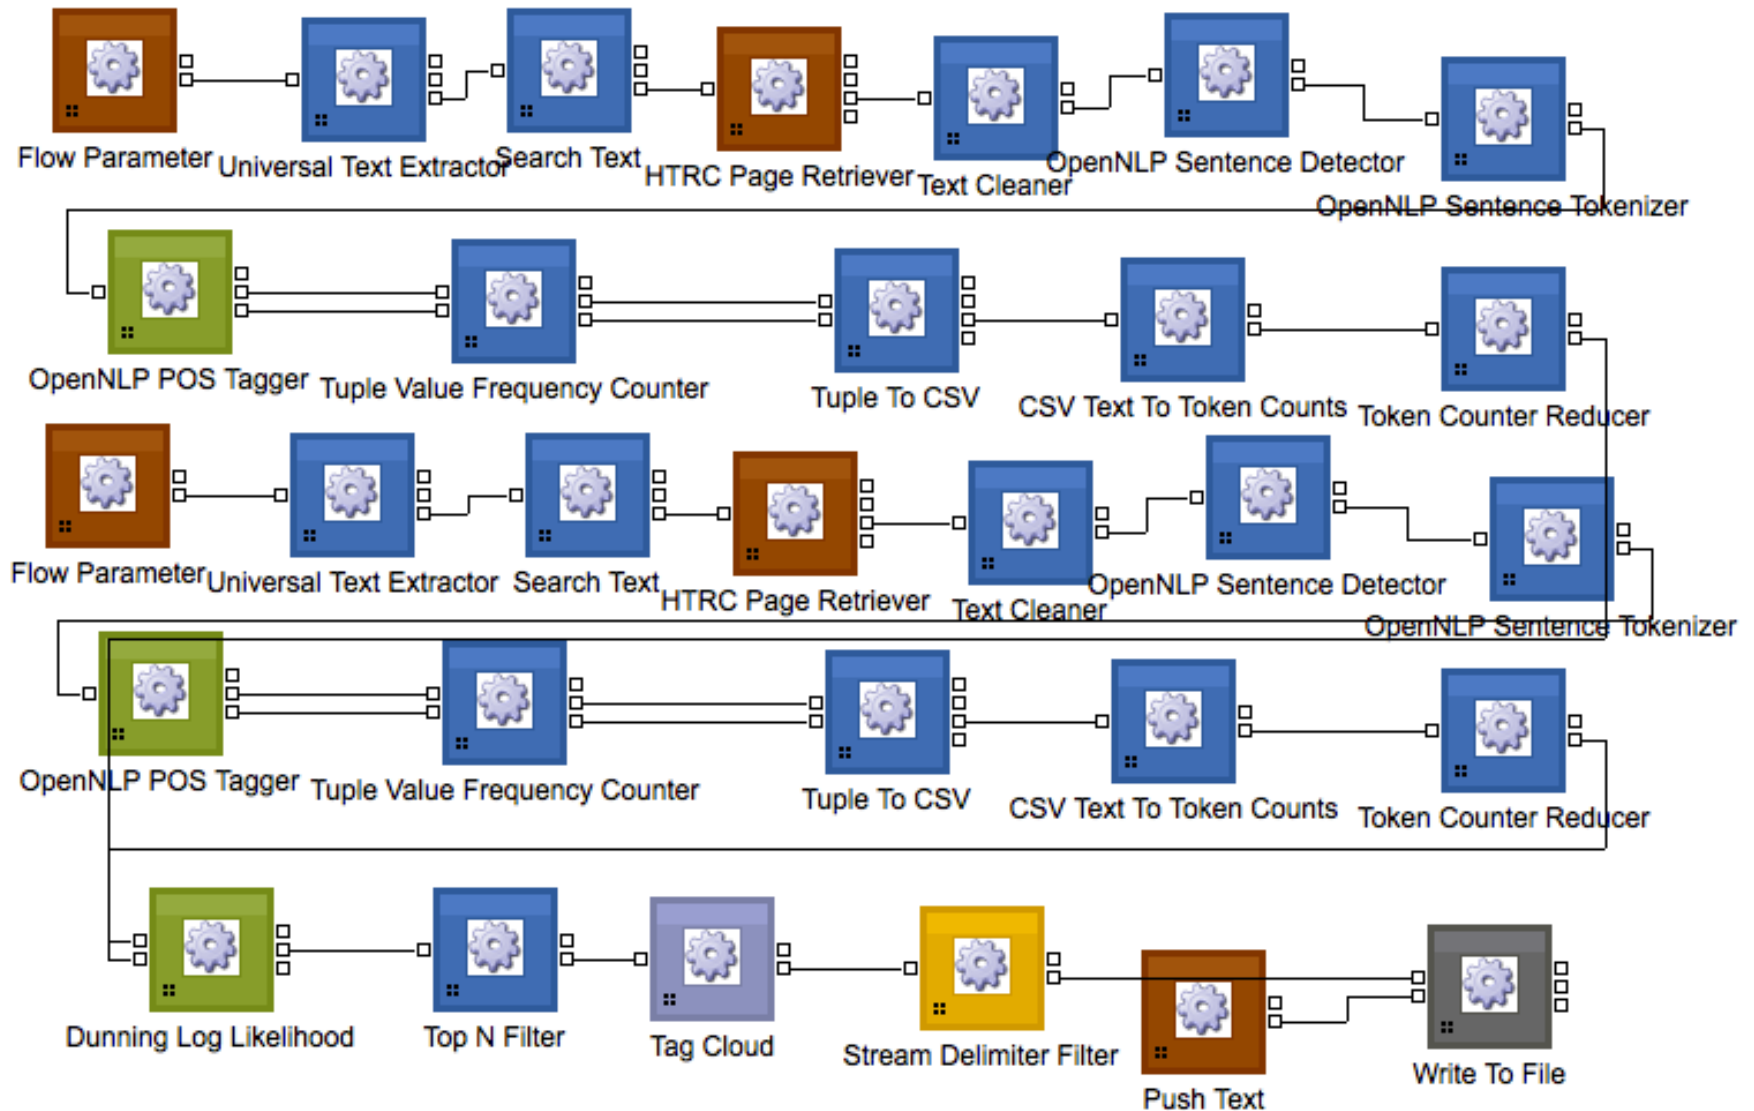 Flow Parameter
Universal Text Extractor
Search Text
HTRC Page Retriever
Text Cleaner
OpenNLP Sentence Detector
OpenNLP Sentence Tokenizer
OpenNLP POS Tagger
Tuple Value Frequency Counter
Tuple To CSV
CSV Text To Token Counts
Token Counter Reducer
Flow Parameter
Universal Text Extractor
Search Text
HTRC Page Retriever
Text Cleaner
OpenNLP Sentence Detector
OpenNLP Sentence Tokenizer
OpenNLP POS Tagger
Tuple Value Frequency Counter
Tuple To CSV
CSV Text To Token Counts
Token Counter Reducer
Dunning Log Likelihood
Top N Filter
Tag Cloud
Stream Delimiter Filter
Push Text
Write To File